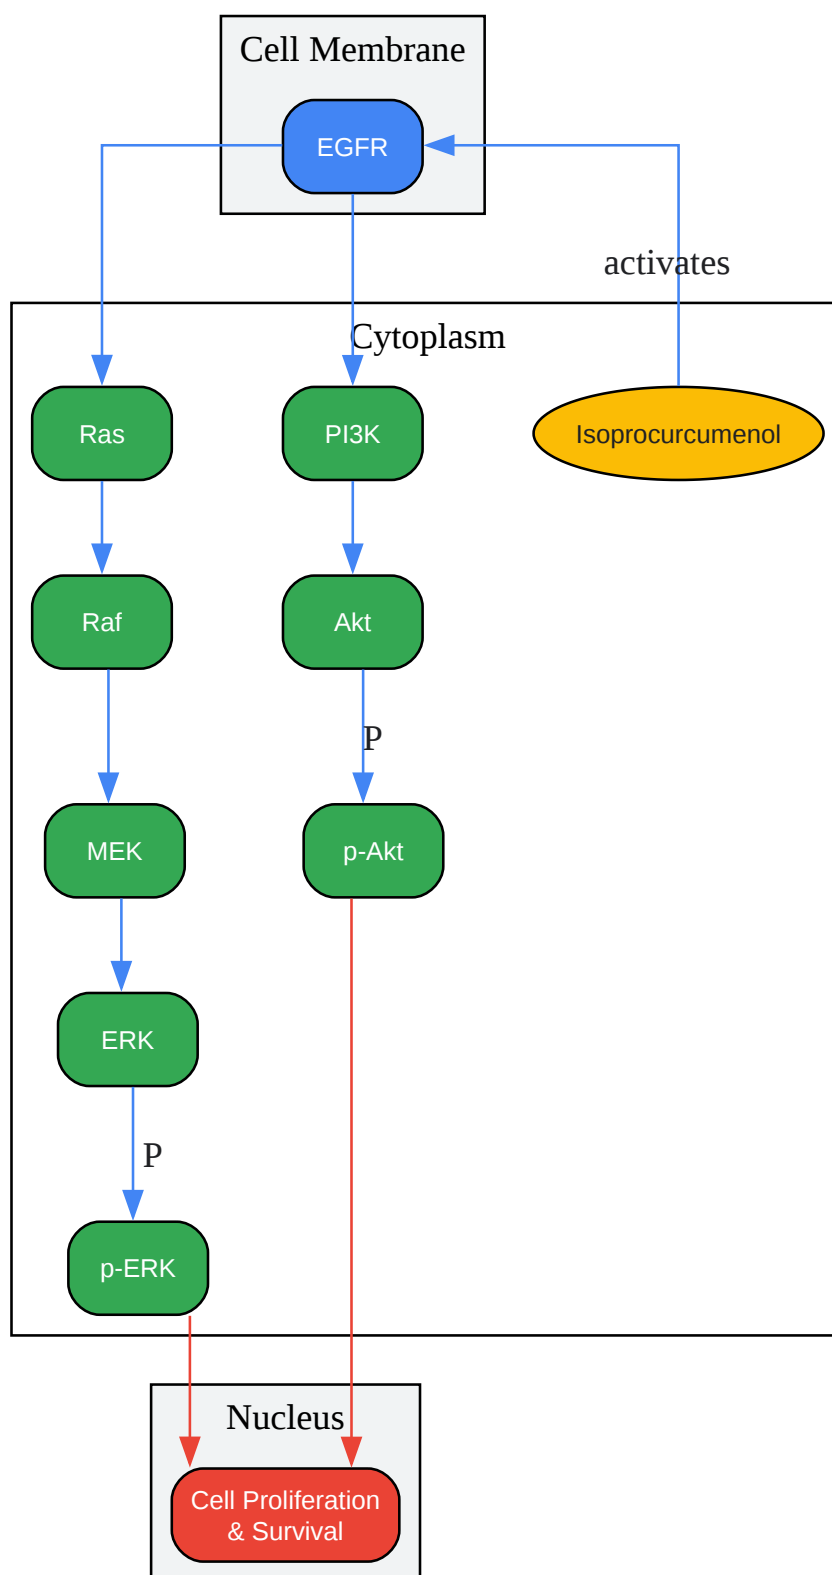 Cell Membrane
EGFR
activates
Cytoplasm
Ras
PI3K
Isoprocurcumenol
Raf
Akt
P
MEK
p-Akt
ERK
P
p-ERK
Nucleus
Cell Proliferation
& Survival